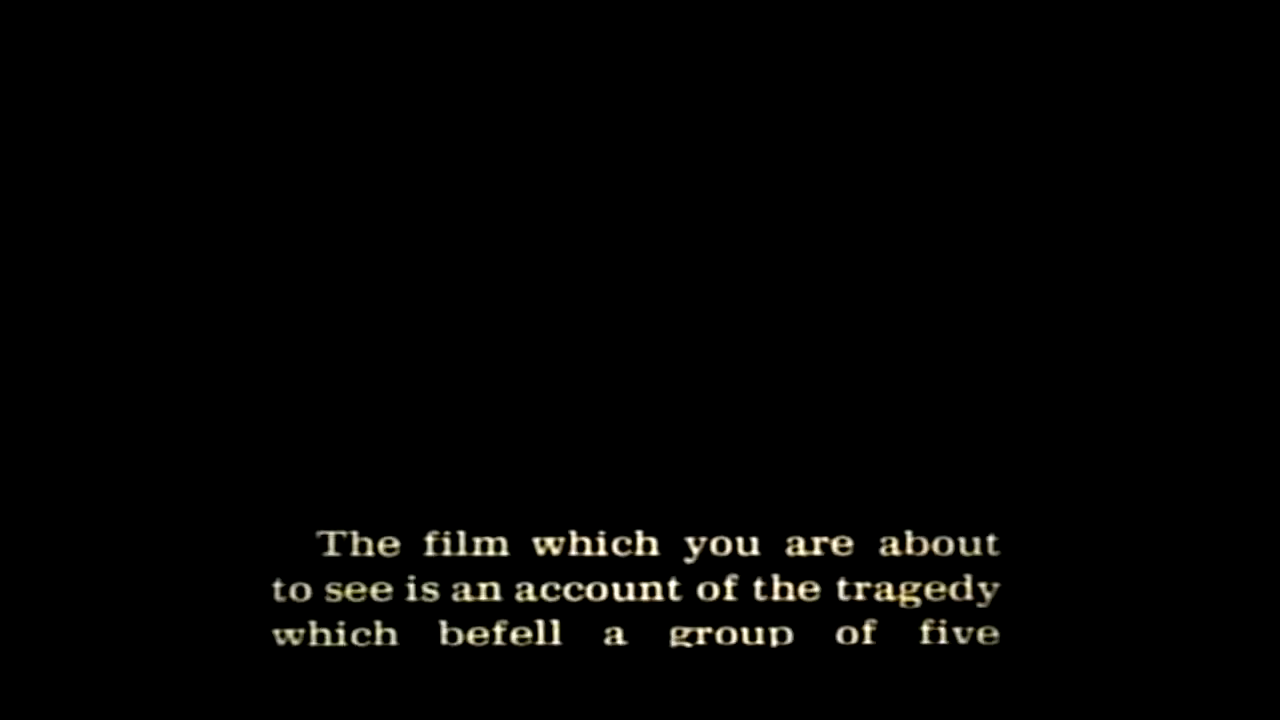 The film which you are about
to see is an account of the tragedy
which befell a group of five